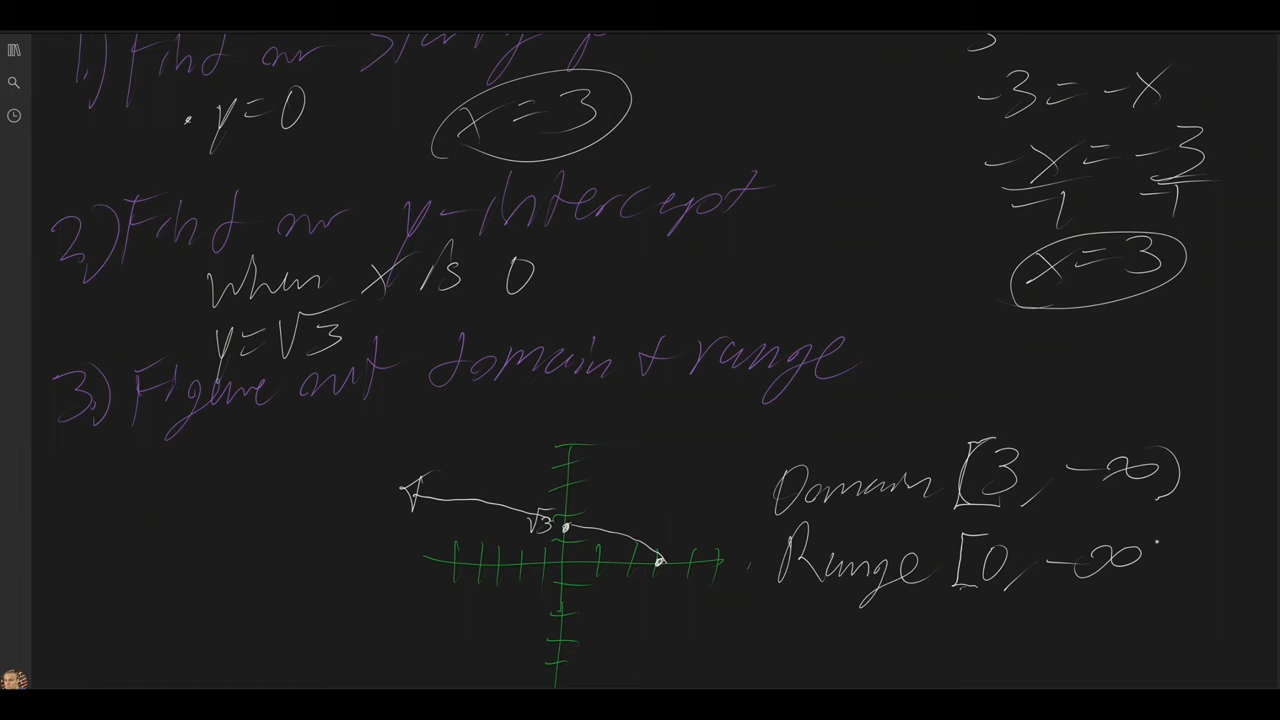 1.) Find our
y=0
x=3
3
-3=-x
-x=-3
-1 -1
x=3
2.) Find our y-intercept
when x is 0
y=√3
3.) Figure out domain + range
√3
Domain [3, -∞)
Range [0, -∞